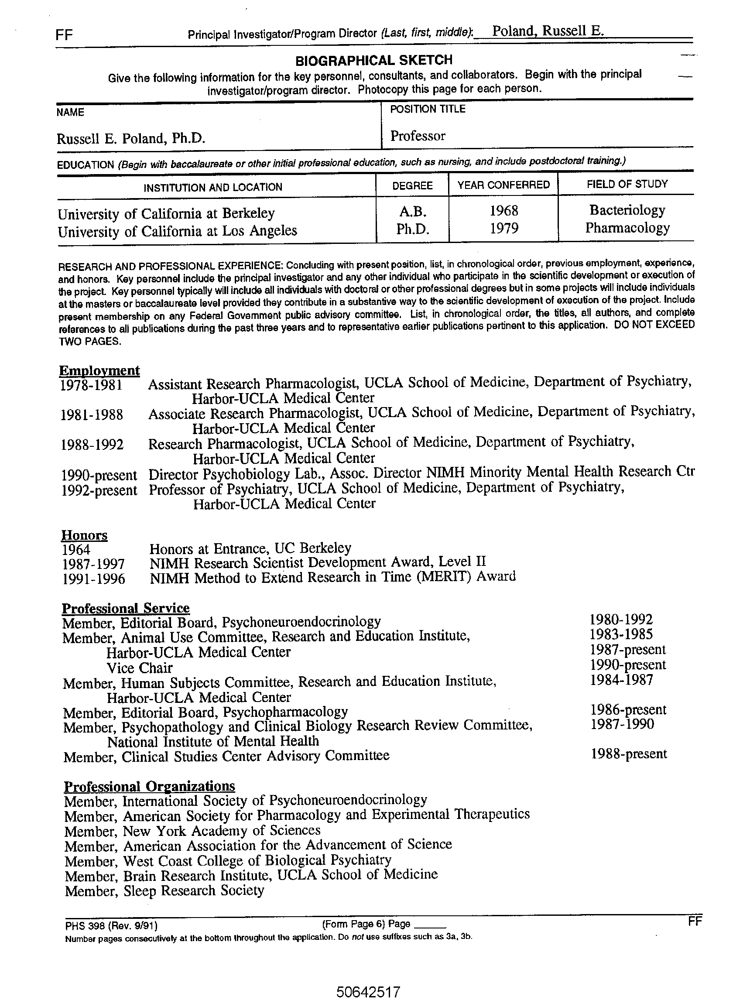 FF
Principal Investigator/Program Director (Last, first, middle): Poland, Russell E.
BIOGRAPHICAL SKETCH
Give the following information for the key personnel, consultants, and collaborators. Begin with the principal
investigator/program director. Photocopy this page for each person.
NAME
POSITION TITLE
Russell E. Poland, Ph.D.
Professor
EDUCATION (Begin with baccalaureate or other initial professional education, such as nursing, and include postdoctoral training.)
INSTITUTION AND LOCATION DEGREE YEAR CONFERRED FIELD OF STUDY
University of California at Berkeley A.B. 1968 Bacteriology
University of California at Los Angeles Ph.D. 1979 Pharmacology
RESEARCH AND PROFESSIONAL EXPERIENCE: Concluding with present position, list, in chronological order, previous employment, experience,
and honors. Key personnel include the principal investigator and any other individual who participate in the scientific development or execution of
the project. Key personnel typically will include all individuals with doctoral or other professional degrees but in some projects will include individuals
at the masters or baccalaureate level provided they contribute in a substantive way to the scientific development of execution of the project. Include
present membership on any Federal Government public advisory committee. List, in chronological order, the titles, all authors, and complete
references to all publications during the past three years and to representative earlier publications pertinent to this application. DO NOT EXCEED
TWO PAGES.
Employment
1978-1981 Assistant Research Pharmacologist, UCLA School of Medicine, Department of Psychiatry,
Harbor-UCLA Medical Center
1981-1988 Associate Research Pharmacologist, UCLA School of Medicine, Department of Psychiatry,
Harbor-UCLA Medical Center
1988-1992 Research Pharmacologist, UCLA School of Medicine, Department of Psychiatry,
Harbor-UCLA Medical Center
1990-present Director Psychobiology Lab., Assoc. Director NIMH Minority Mental Health Research Ctr
1992-present Professor of Psychiatry, UCLA School of Medicine, Department of Psychiatry,
Harbor-UCLA Medical Center
Honors
1964 Honors at Entrance, UC Berkeley
1987-1997 NIMH Research Scientist Development Award, Level II
1991-1996 NIMH Method to Extend Research in Time (MERIT) Award
Professional Service
Member, Editorial Board, Psychoneuroendocrinology 1980-1992
Member, Animal Use Committee, Research and Education Institute, 1983-1985
Harbor-UCLA Medical Center 1987-present
Vice Chair 1990-present
Member, Human Subjects Committee, Research and Education Institute, 1984-1987
Harbor-UCLA Medical Center
Member, Editorial Board, Psychopharmacology 1986-present
Member, Psychopathology and Clinical Biology Research Review Committee, 1987-1990
National Institute of Mental Health
Member, Clinical Studies Center Advisory Committee 1988-present
Professional Organizations
Member, International Society of Psychoneuroendocrinology
Member, American Society for Pharmacology and Experimental Therapeutics
Member, New York Academy of Sciences
Member, American Association for the Advancement of Science
Member, West Coast College of Biological Psychiatry
Member, Brain Research Institute, UCLA School of Medicine
Member, Sleep Research Society
PHS 398 (Rev. 9/91) (Form Page 6) Page ______ FF
Number pages consecutively at the bottom throughout the application. Do not use suffixes such as 3a, 3b.
50642517